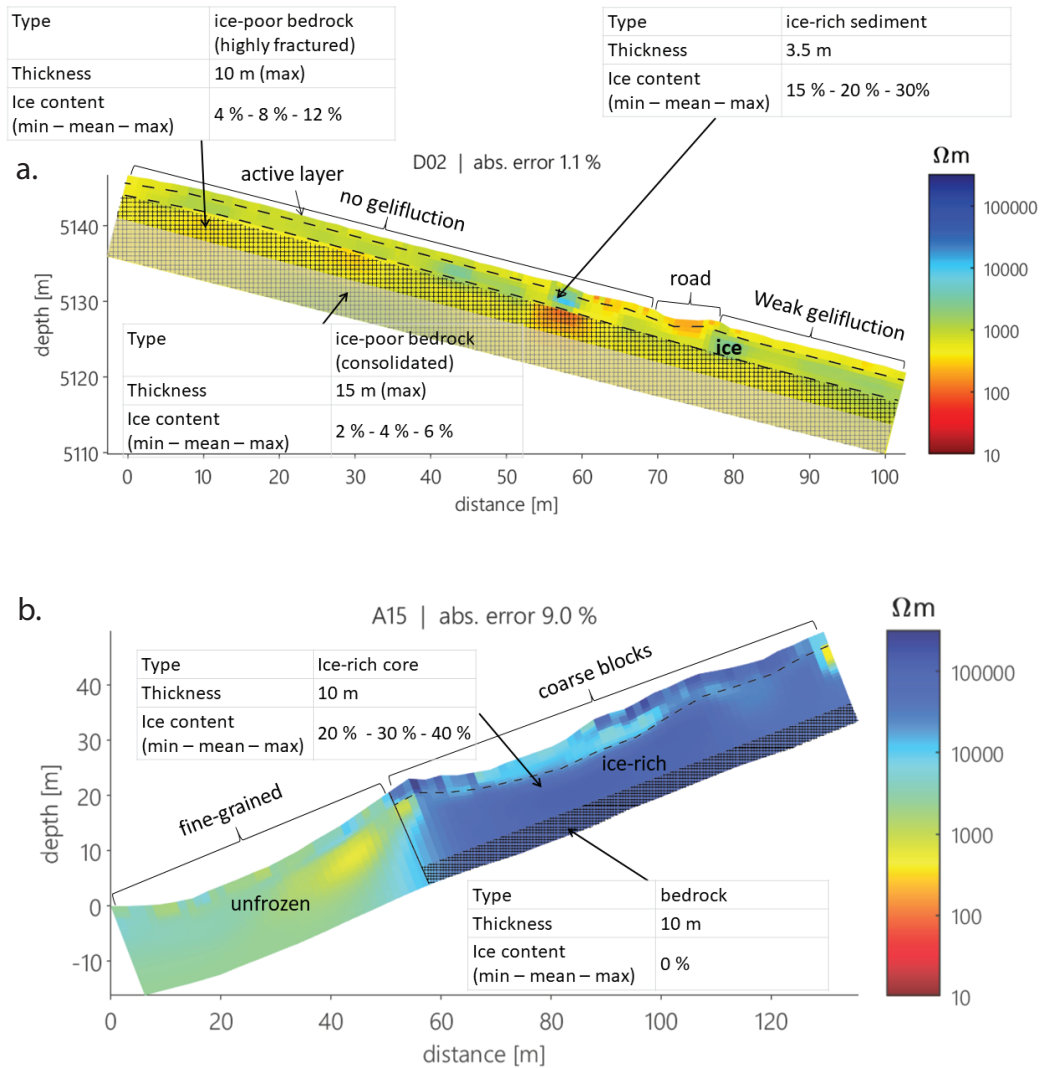 Type ice-poor bedrock
(highly fractured)
Thickness 10 m (max)
Ice content
(min – mean – max) 4 % - 8 % - 12 %
Type ice-rich sediment
Thickness 3.5 m
Ice content
(min – mean – max) 15 % - 20 % - 30%
a.
D02 | abs. error 1.1 %
Ωm
active layer
no gelifluction
road
Weak gelifluction
ice
5140
5130
5120
5110
depth [m]
Type ice-poor bedrock
(consolidated)
Thickness 15 m (max)
Ice content
(min – mean – max) 2 % - 4 % - 6 %
0 10 20 30 40 50 60 70 80 90 100
distance [m]
100000
10000
1000
100
10
b.
A15 | abs. error 9.0 %
Ωm
Type Ice-rich core
Thickness 10 m
Ice content
(min – mean – max) 20 % - 30 % - 40 %
coarse blocks
ice-rich
fine-grained
unfrozen
40
30
20
10
0
-10
depth [m]
Type bedrock
Thickness 10 m
Ice content
(min – mean – max) 0 %
0 20 40 60 80 100 120
distance [m]
100000
10000
1000
100
10